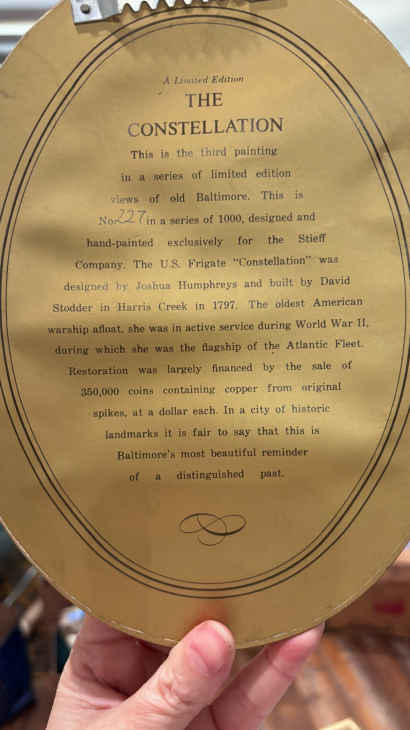 A Limited Edition
THE
CONSTELLATION
This is the third painting
in a series of limited edition
views of old Baltimore. This is
No. 227 in a series of 1000, designed and
hand-painted exclusively for the Stieff
Company. The U.S. Frigate "Constellation" was
designed by Joshua Humphreys and built by David
Stodder in Harris Creek in 1797. The oldest American
warship afloat, she was in active service during World War II,
during which she was the flagship of the Atlantic Fleet.
Restoration was largely financed by the sale of
350,000 coins containing copper from original
spikes, at a dollar each. In a city of historic
landmarks it is fair to say that this is
Baltimore's most beautiful reminder
of a distinguished past.